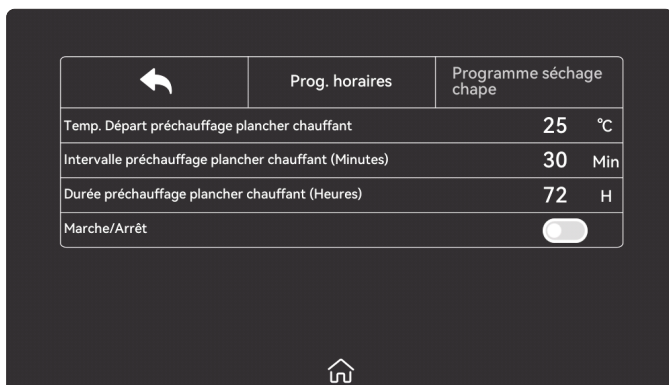 Prog. horaires
Programme séchage
chape
Temp. Départ préchauffage plancher chauffant 25 °C
Intervalle préchauffage plancher chauffant (Minutes) 30 Min
Durée préchauffage plancher chauffant (Heures) 72 H
Marche/Arrêt